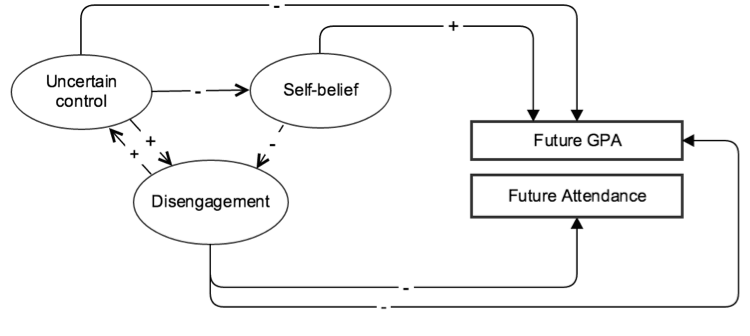 -
+
Uncertain
control
-
Self-belief
+
+
-
Future GPA
Disengagement
Future Attendance
-
-